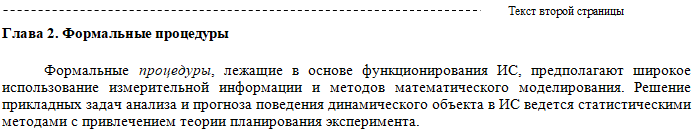 Текст второй страницы
Глава 2. Формальные процедуры
Формальные процедуры, лежащие в основе функционирования ИС, предполагают широкое
использование измерительной информации и методов математического моделирования. Решение
прикладных задач анализа и прогноза поведения динамического объекта в ИС ведется статистическими
методами с привлечением теории планирования эксперимента.